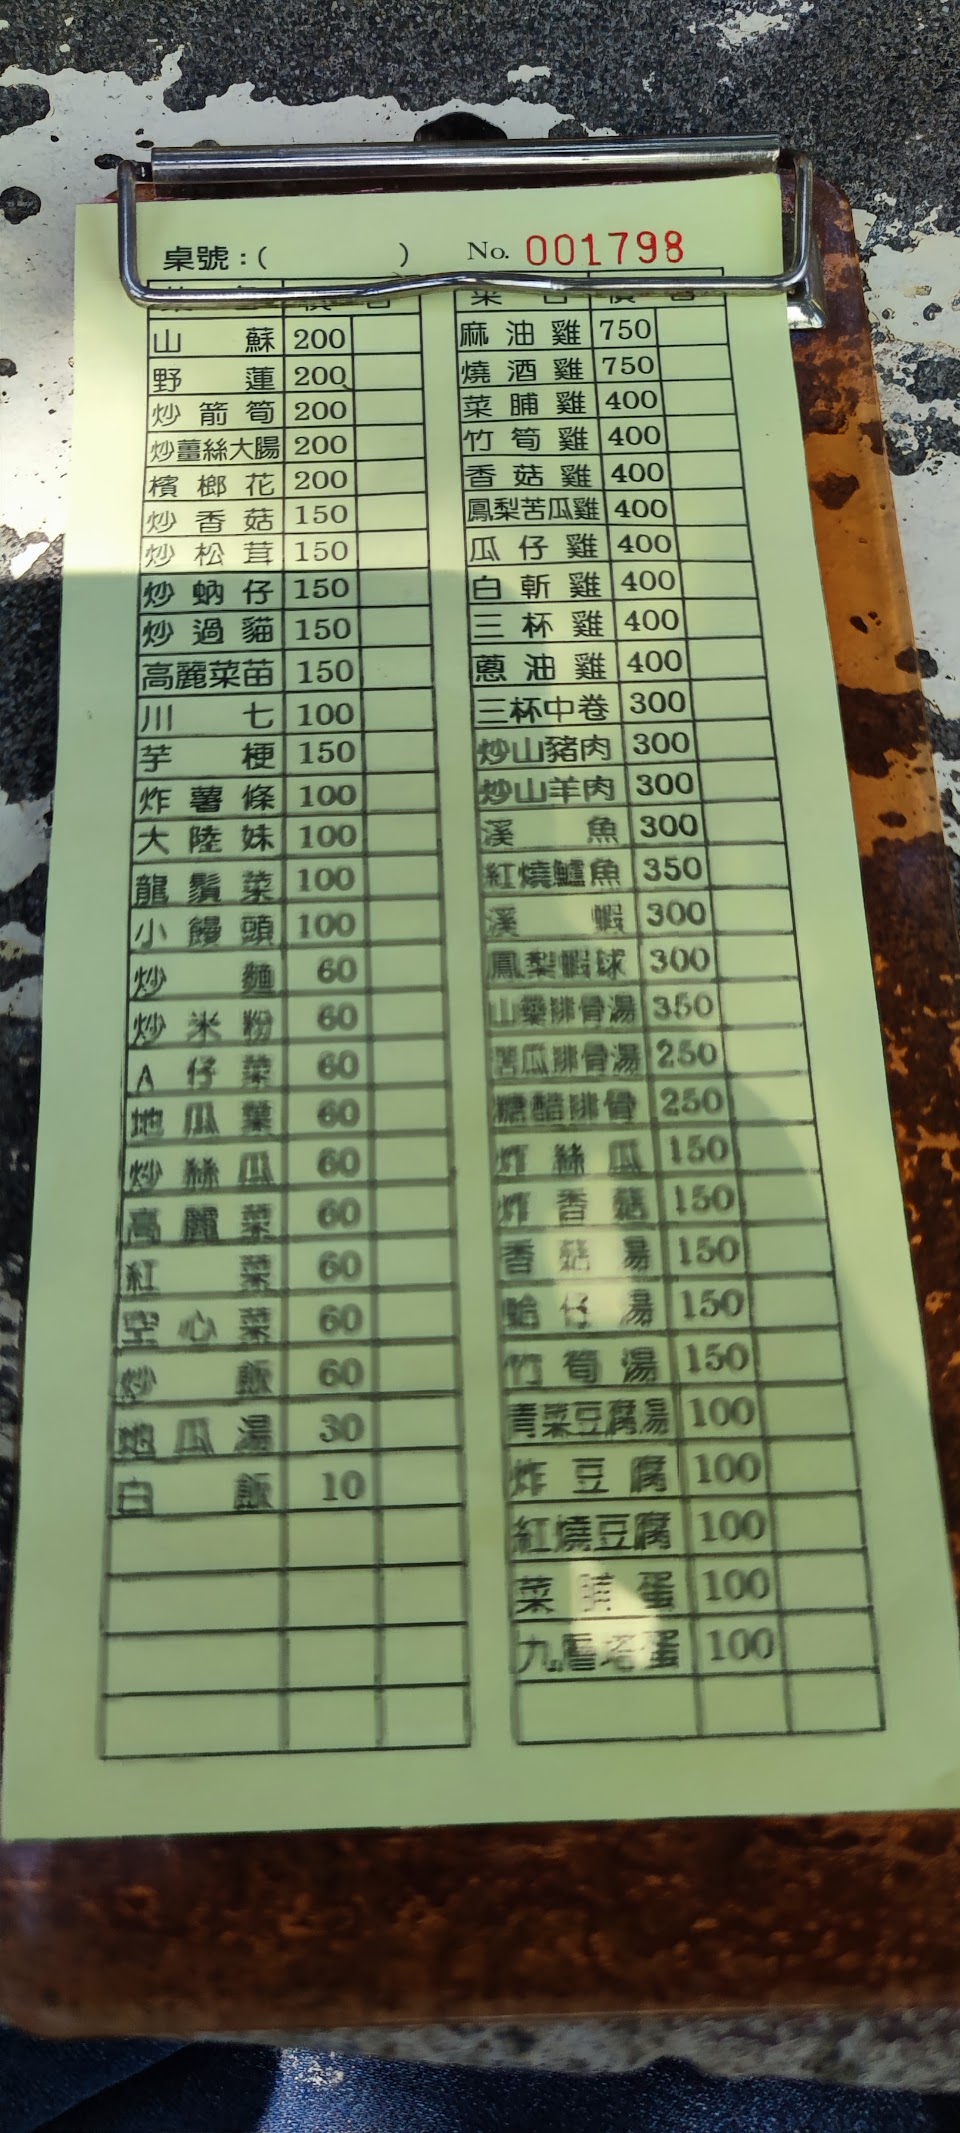 桌號：(　　　　) No. 001798
山蘇 200
野蓮 200
炒箭筍 200
炒薑絲大腸 200
檳榔花 200
炒香菇 150
炒松茸 150
炒蚋仔 150
炒過貓 150
高麗菜苗 150
川七 100
芋梗 150
炸薯條 100
大陸妹 100
龍鬚菜 100
小饅頭 100
炒麵 60
炒米粉 60
A仔菜 60
地瓜葉 60
炒絲瓜 60
高麗菜 60
紅菜 60
空心菜 60
炒飯 60
地瓜湯 30
白飯 10
麻油雞 750
燒酒雞 750
菜脯雞 400
竹筍雞 400
香菇雞 400
鳳梨苦瓜雞 400
瓜仔雞 400
白斬雞 400
三杯雞 400
蔥油雞 400
三杯中卷 300
炒山豬肉 300
炒山羊肉 300
溪魚 300
紅燒鱸魚 350
溪蝦 300
鳳梨蝦球 300
山藥排骨湯 350
苦瓜排骨湯 250
糖醋排骨 250
炸絲瓜 150
炸香菇 150
香菇湯 150
蛤仔湯 150
竹筍湯 150
青菜豆腐湯 100
炸豆腐 100
紅燒豆腐 100
菜脯蛋 100
九層塔蛋 100